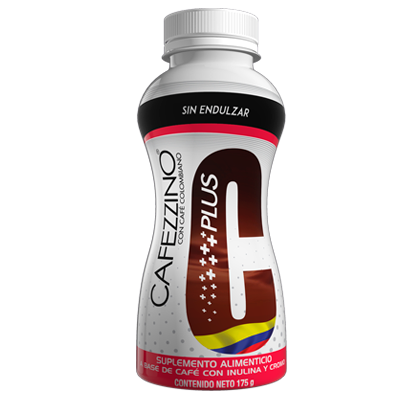 SIN ENDULZAR
CAFEZZINO
CON CAFÉ COLOMBIANO
C
PLUS
SUPLEMENTO ALIMENTICIO
BASE DE CAFÉ CON INULINA Y CROMO
CONTENIDO NETO 175 g